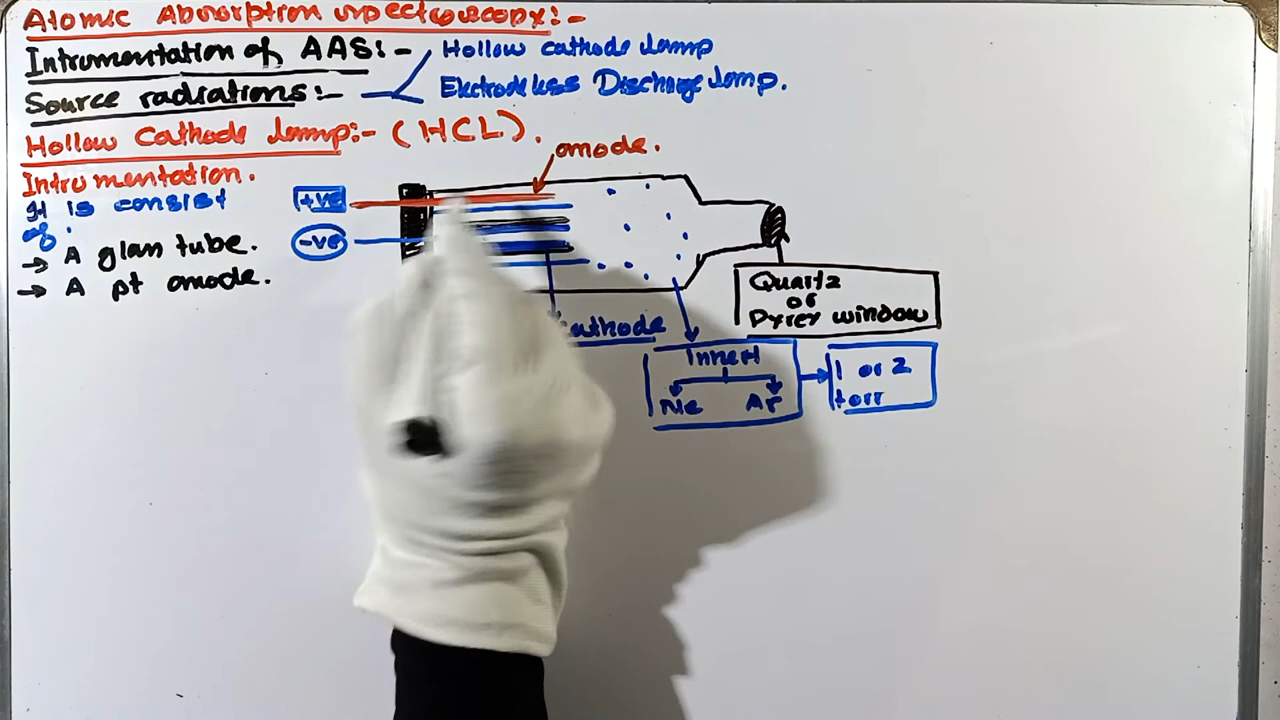 Atomic Absorption spectroscopy:-
Intrumentation of AAS:-
Hollow cathode lamp
Electrodeless Discharge lamp.
Source radiations:-
Hollow Cathode lamp:- (HCL).
anode.
Intrumentation.
It is consist
of:
→ A glass tube.
→ A pt anode.
+ve
-ve
Cathode
Quartz
or
Pyrex window
Innert
Ne Ar
1 or 2
torr